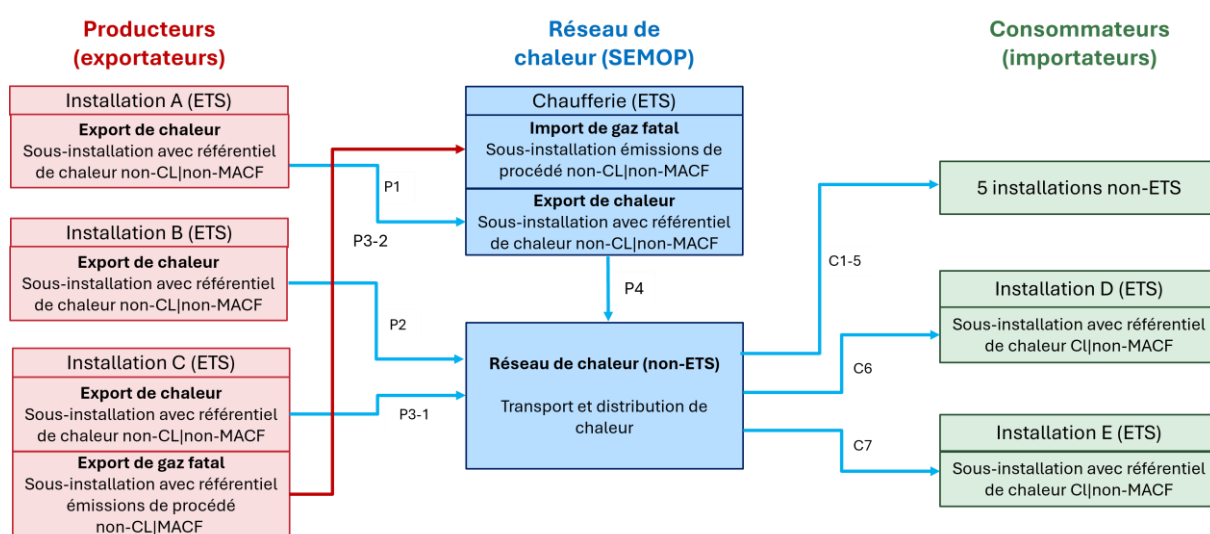 Producteurs
(exportateurs)
Réseau de
chaleur (SEMOP)
Consommateurs
(importateurs)
Installation A (ETS)
Export de chaleur
Sous-installation avec référentiel
de chaleur non-CL|non-MACF
Installation B (ETS)
Export de chaleur
Sous-installation avec référentiel
de chaleur non-CL|non-MACF
Installation C (ETS)
Export de chaleur
Sous-installation avec référentiel
de chaleur non-CL|non-MACF
Export de gaz fatal
Sous-installation avec référentiel
émissions de procédé
non-CL|MACF
P1
P3-2
P2
P3-1
Chaufferie (ETS)
Import de gaz fatal
Sous-installation émissions de
procédé non-CL|non-MACF
Export de chaleur
Sous-installation avec référentiel
de chaleur non-CL|non-MACF
P4
Réseau de chaleur (non-ETS)
Transport et distribution de
chaleur
C1-5
C6
C7
5 installations non-ETS
Installation D (ETS)
Sous-installation avec référentiel
de chaleur Cl|non-MACF
Installation E (ETS)
Sous-installation avec référentiel
de chaleur Cl|non-MACF